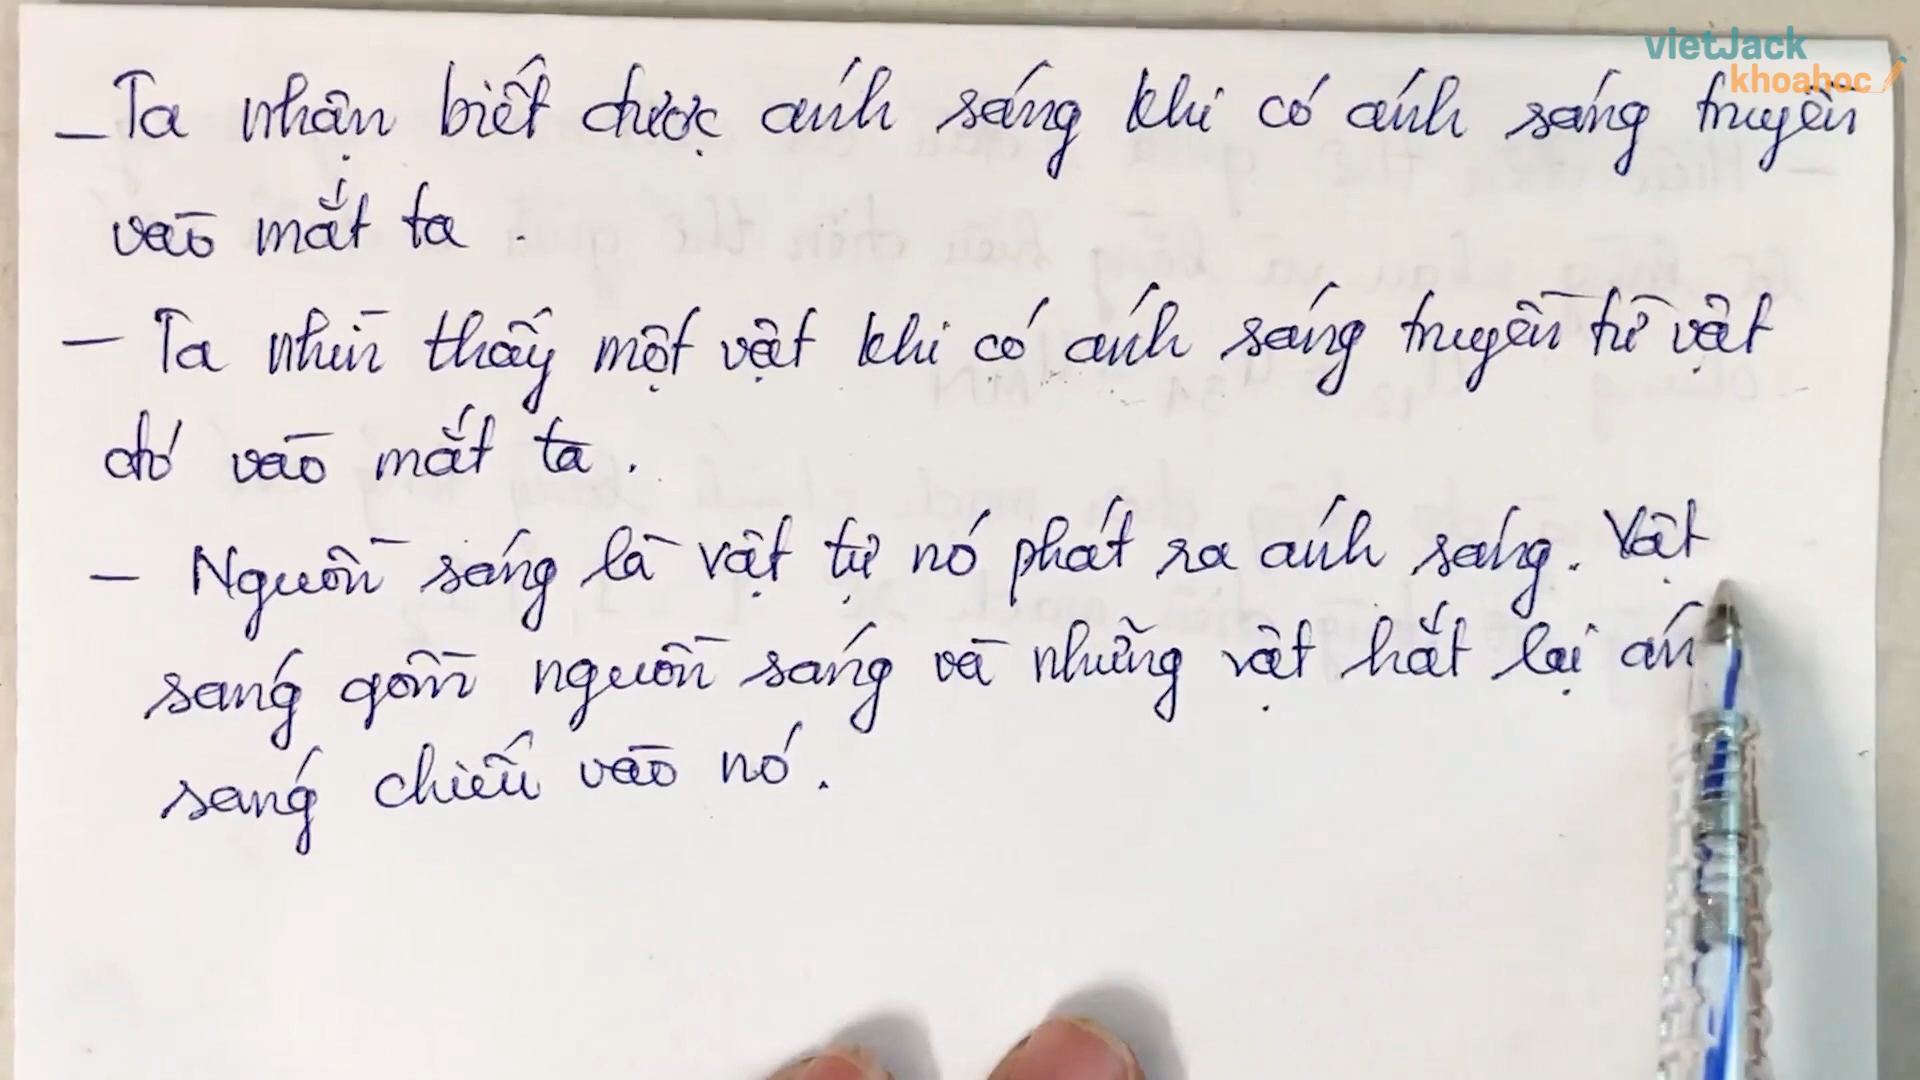 vietJack
khoahoc
- Ta nhận biết được ánh sáng khi có ánh sáng truyền
vào mắt ta.
- Ta nhìn thấy một vật khi có ánh sáng truyền từ vật
đó vào mắt ta.
- Nguồn sáng là vật tự nó phát ra ánh sáng. Vật
sáng gồm nguồn sáng và những vật hắt lại án
sáng chiếu vào nó.